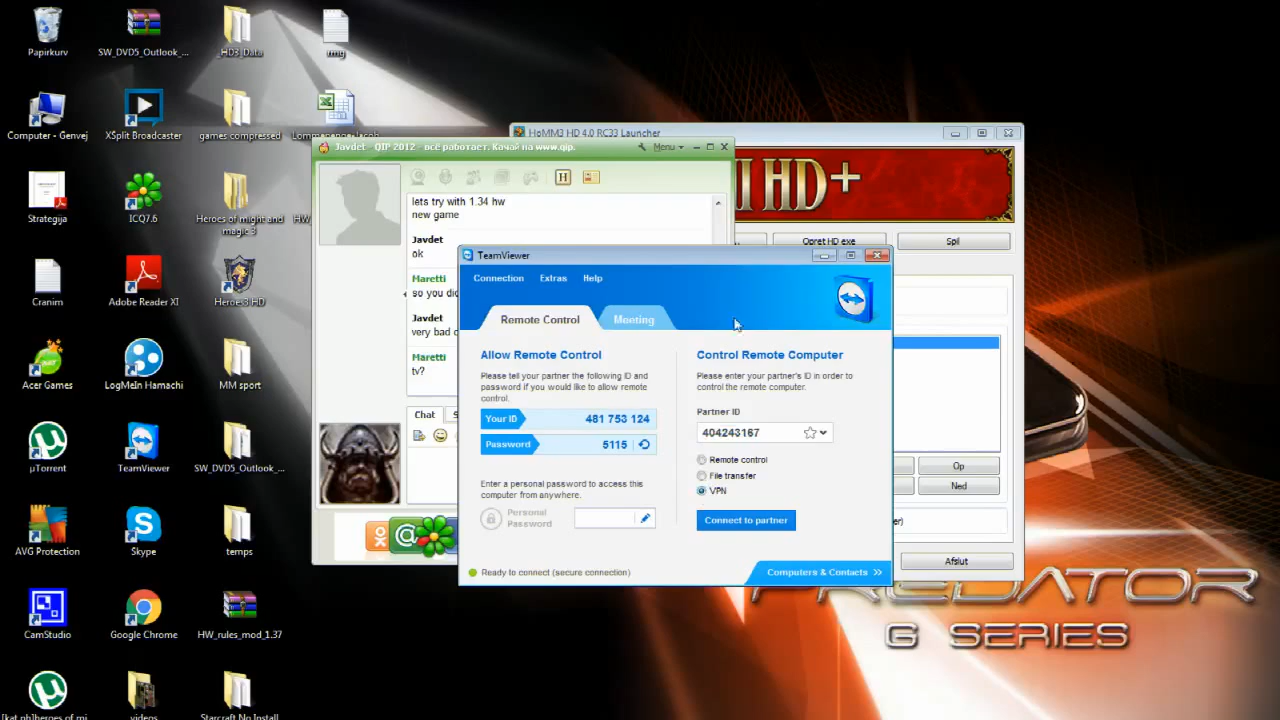 Papirkurv
SW_DVD5_Outlook_...
_HD3_Data
rmg
Computer - Genvej
XSplit Broadcaster
games compressed
Strategija
ICQ7.6
Heroes of might and
magic 3
Cranim
Adobe Reader XI
Heroes 3 HD
Acer Games
LogMeIn Hamachi
MM sport
µTorrent
TeamViewer
SW_DVD5_Outlook_...
AVG Protection
Skype
temps
CamStudio
Google Chrome
HW_rules_mod_1.37
videos
Starcraft No Install
HoMM3 HD 4.0 RC33 Launcher
HD+
Opret HD exe
Spil
Op
Ned
Afslut
Javdet - QIP 2012 - всё работает. Качай на www.qip.
Menu
H
lets try with 1.34 hw
new game
Javdet
ok
Maretti
so you did
Javdet
very bad
Maretti
tv?
Chat
TeamViewer
Connection
Extras
Help
Remote Control
Meeting
Allow Remote Control
Please tell your partner the following ID and
password if you would like to allow remote
control.
Your ID
481 753 124
Password
5115
Enter a personal password to access this
computer from anywhere.
Personal
Password
Control Remote Computer
Please enter your partner's ID in order to
control the remote computer.
Partner ID
404243167
Remote control
File transfer
VPN
Connect to partner
Ready to connect (secure connection)
Computers & Contacts >>
PREDATOR
G SERIES